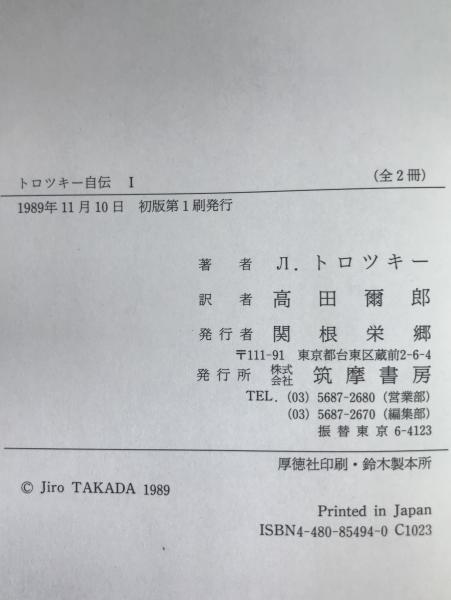 トロツキー自伝 I (全2冊)
1989年11月10日 初版第1刷発行
著者 Л. トロツキー
訳者 高田爾郎
発行者 関根栄郷
〒111-91 東京都台東区蔵前2-6-4
発行所 株式会社 筑摩書房
TEL. (03) 5687-2680 (営業部)
(03) 5687-2670 (編集部)
振替東京 6-4123
厚徳社印刷・鈴木製本所
© Jiro TAKADA 1989
Printed in Japan
ISBN4-480-85494-0 C1023